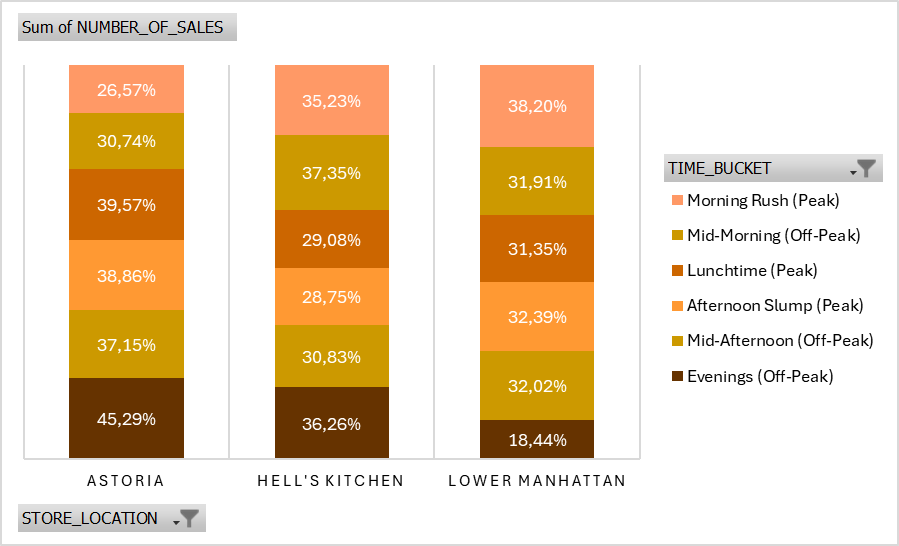 Sum of NUMBER_OF_SALES
26,57%
30,74%
39,57%
38,86%
37,15%
45,29%
35,23%
37,35%
29,08%
28,75%
30,83%
36,26%
38,20%
31,91%
31,35%
32,39%
32,02%
18,44%
ASTORIA
HELL'S KITCHEN
LOWER MANHATTAN
TIME_BUCKET
Morning Rush (Peak)
Mid-Morning (Off-Peak)
Lunchtime (Peak)
Afternoon Slump (Peak)
Mid-Afternoon (Off-Peak)
Evenings (Off-Peak)
STORE_LOCATION